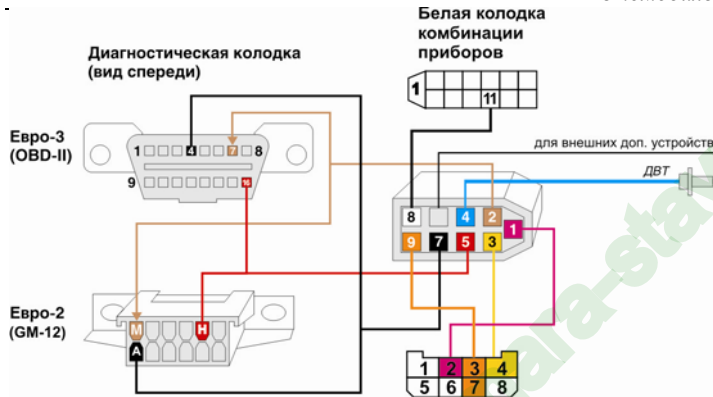 Белая колодка
комбинации
приборов
Диагностическая колодка
(вид спереди)
1
11
Евро-3
(OBD-II)
1 4 7 8
9 16
для внешних доп. устройств
ДВТ
8 4 2
1
9 7 5 3
Евро-2
(GM-12)
M H
A
1 2 3 4
5 6 7 8